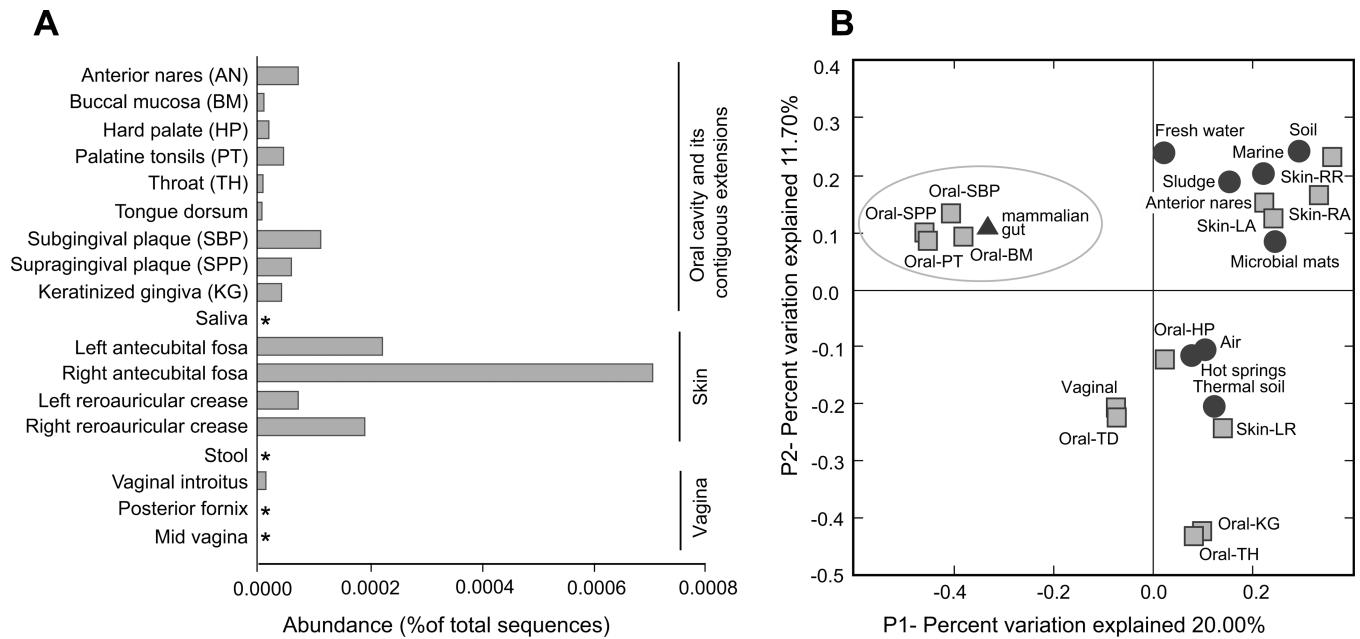 A
Anterior nares (AN)
Buccal mucosa (BM)
Hard palate (HP)
Palatine tonsils (PT)
Throat (TH)
Tongue dorsum
Subgingival plaque (SBP)
Supragingival plaque (SPP)
Keratinized gingiva (KG)
Saliva *
Left antecubital fosa
Right antecubital fosa
Left reroauricular crease
Right reroauricular crease
Stool *
Vaginal introitus
Posterior fornix *
Mid vagina *
Oral cavity and its
contiguous extensions
Skin
Vagina
0.0000 0.0002 0.0004 0.0006 0.0008
Abundance (%of total sequences)
B
P2- Percent variation explained 11.70%
0.4
0.3
0.2
0.1
0.0
-0.1
-0.2
-0.3
-0.4
-0.5
Fresh water
Soil
Marine
Sludge
Skin-RR
Anterior nares
Skin-LA
Skin-RA
Microbial mats
Oral-SBP
Oral-SPP
mammalian
gut
Oral-PT
Oral-BM
Oral-HP
Air
Hot springs
Thermal soil
Vaginal
Oral-TD
Skin-LR
Oral-KG
Oral-TH
-0.4 -0.2 0.0 0.2
P1- Percent variation explained 20.00%